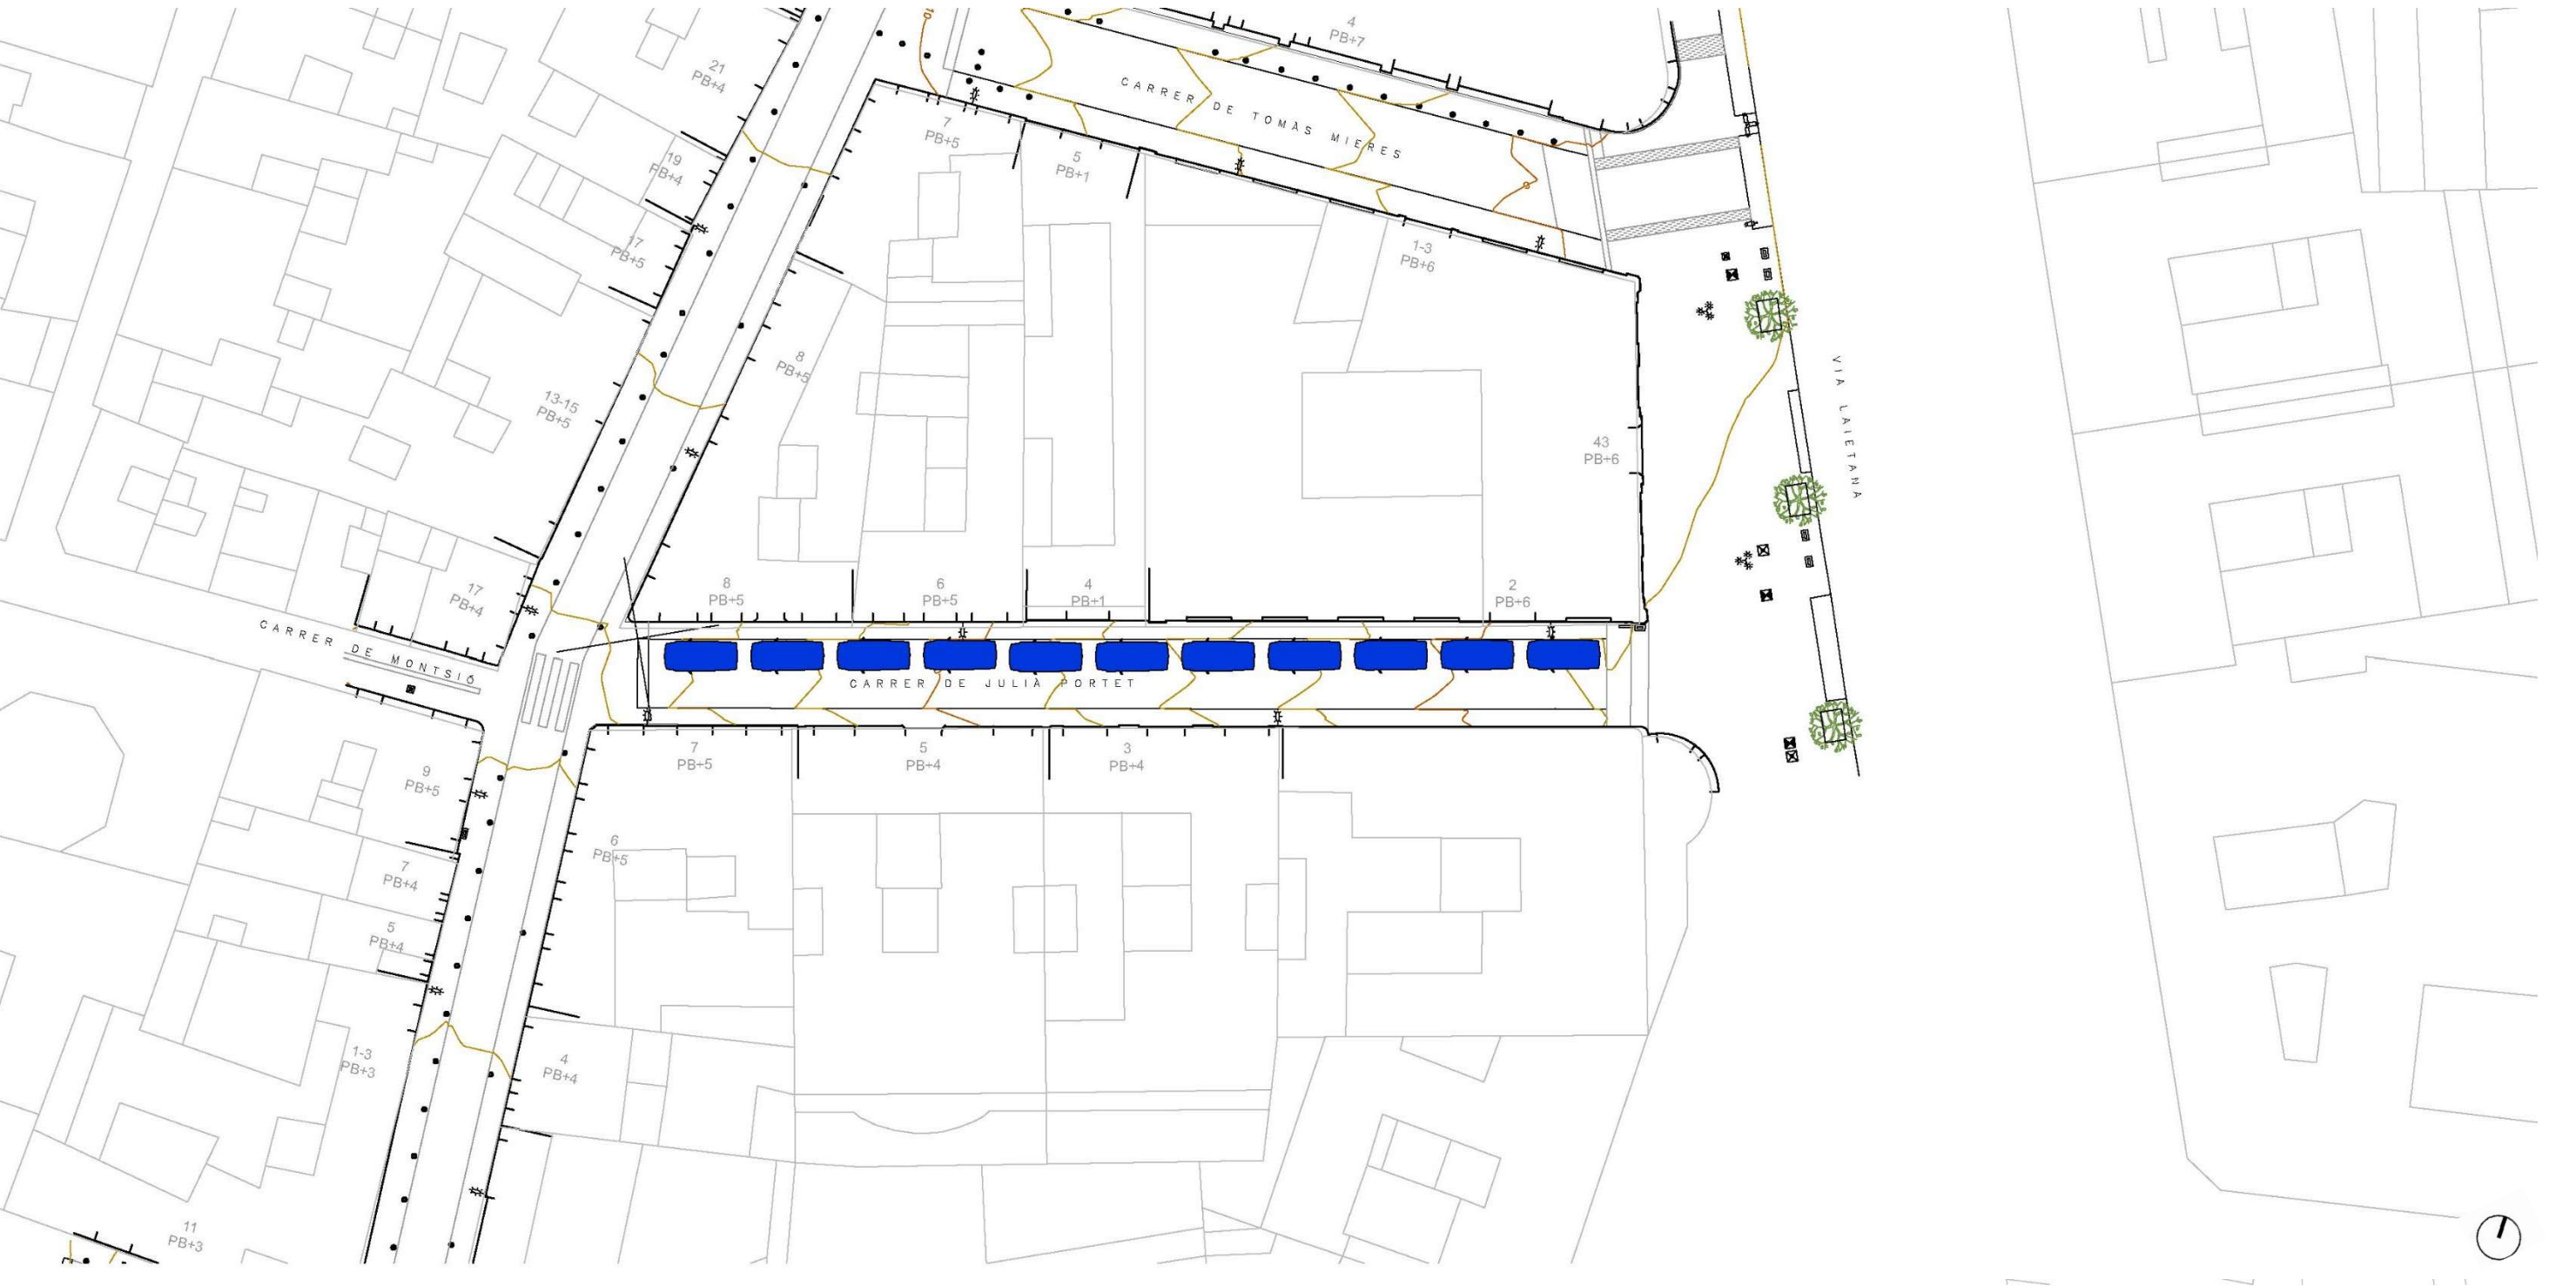 4
PB+7
21
PB+4
CARRER DE TOMÀS MIERES
7
PB+5
5
PB+1
19
PB+4
17
PB+5
1-3
PB+6
8
PB+5
13-15
PB+5
VIA LAIETANA
43
PB+6
17
PB+4
8
PB+5
6
PB+5
4
PB+1
2
PB+6
CARRER DE MONTSIÓ
CARRER DE JULIÀ PORTET
7
PB+5
5
PB+4
3
PB+4
9
PB+5
6
PB+5
7
PB+4
5
PB+4
1-3
PB+3
4
PB+4
11
PB+3